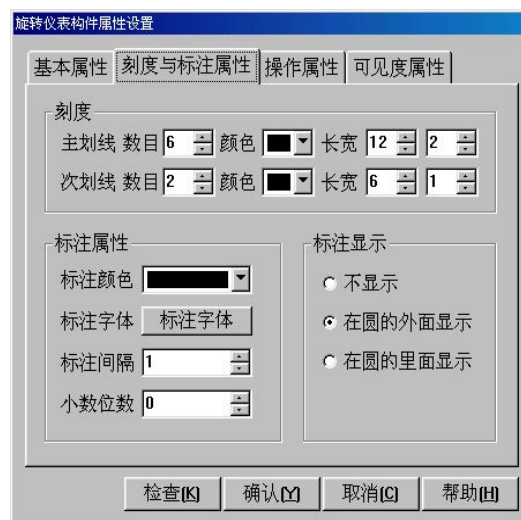 旋转仪表构件属性设置
基本属性 刻度与标注属性 操作属性 可见度属性
刻度
主划线 数目 6 颜色 长宽 12 2
次划线 数目 2 颜色 长宽 6 1
标注属性
标注颜色
标注字体 标注字体
标注间隔 1
小数位数 0
标注显示
不显示
在圆的外面显示
在圆的里面显示
检查(K) 确认(Y) 取消(C) 帮助(H)